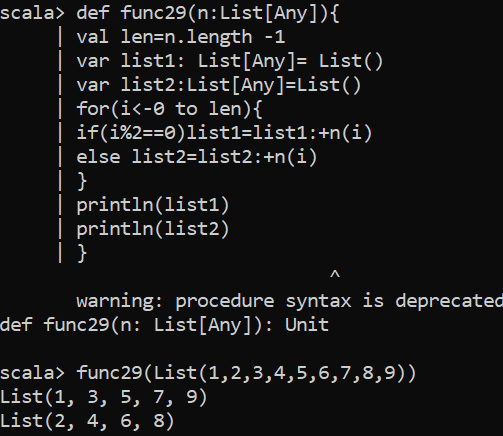 scala> def func29(n:List[Any]){
| val len=n.length -1
| var list1: List[Any]= List()
| var list2:List[Any]=List()
| for(i<-0 to len){
| if(i%2==0)list1=list1:+n(i)
| else list2=list2:+n(i)
| }
| println(list1)
| println(list2)
| }
^
warning: procedure syntax is deprecated
def func29(n: List[Any]): Unit
scala> func29(List(1,2,3,4,5,6,7,8,9))
List(1, 3, 5, 7, 9)
List(2, 4, 6, 8)